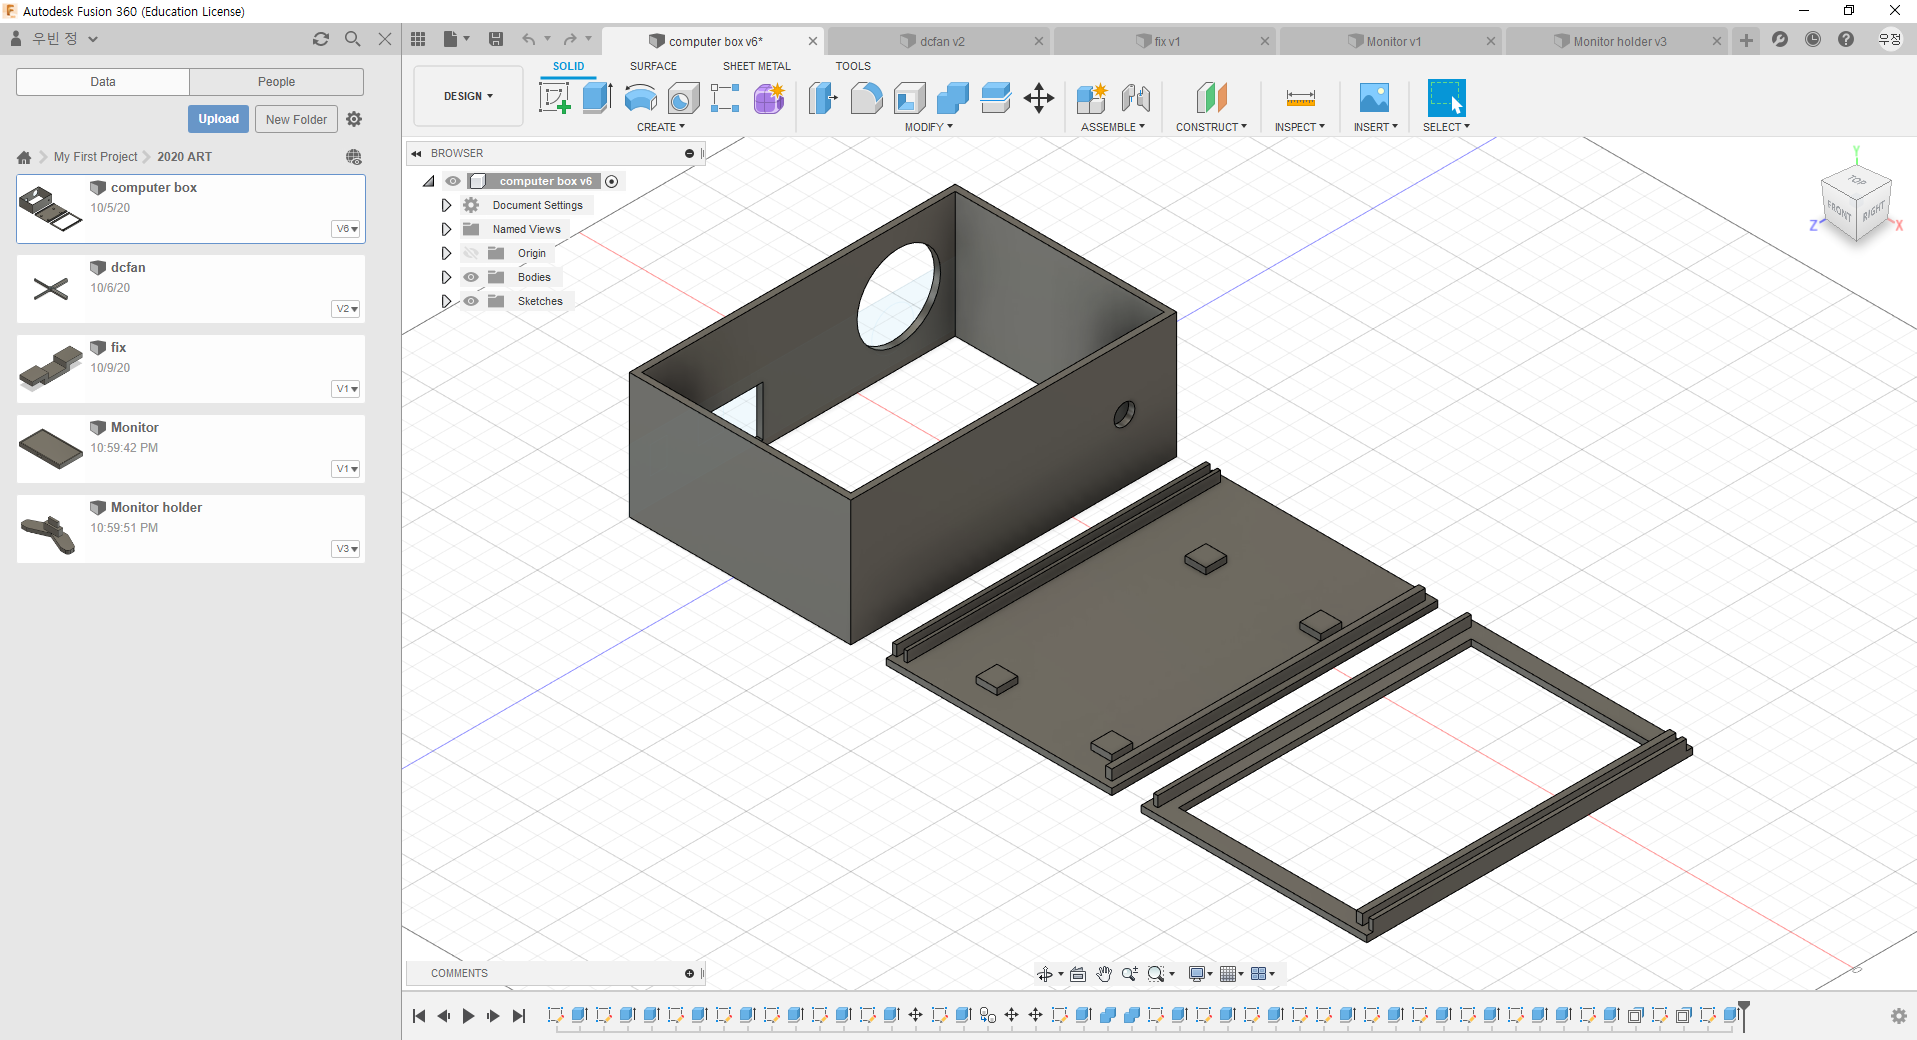 Autodesk Fusion 360 (Education License)
우빈 정
Data
People
Upload
New Folder
My First Project
2020 ART
computer box
10/5/20
V6
dcfan
10/6/20
V2
fix
10/9/20
V1
Monitor
10:59:42 PM
V1
Monitor holder
10:59:51 PM
V3
computer box v6*
dcfan v2
fix v1
Monitor v1
Monitor holder v3
우정
SOLID
SURFACE
SHEET METAL
TOOLS
DESIGN
CREATE
MODIFY
ASSEMBLE
CONSTRUCT
INSPECT
INSERT
SELECT
BROWSER
computer box v6
Document Settings
Named Views
Origin
Bodies
Sketches
Y
TOP
FRONT
RIGHT
Z
X
COMMENTS